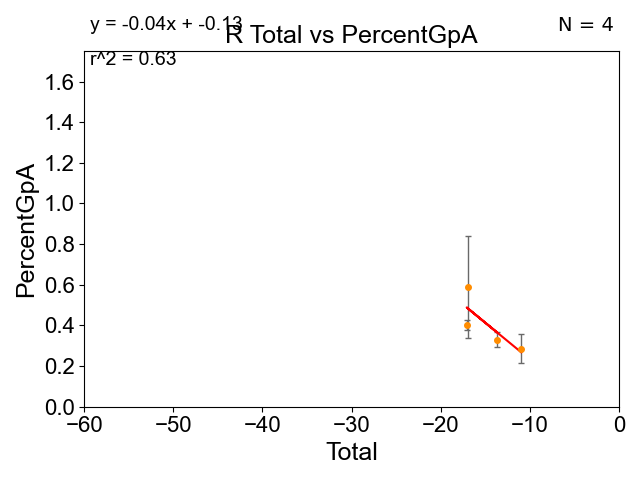 y = -0.04x + -0.13
N = 4
R Total vs PercentGpA
r^2 = 0.63
PercentGpA
1.6
1.4
1.2
1.0
0.8
0.6
0.4
0.2
0.0
−60 −50 −40 −30 −20 −10 0
Total